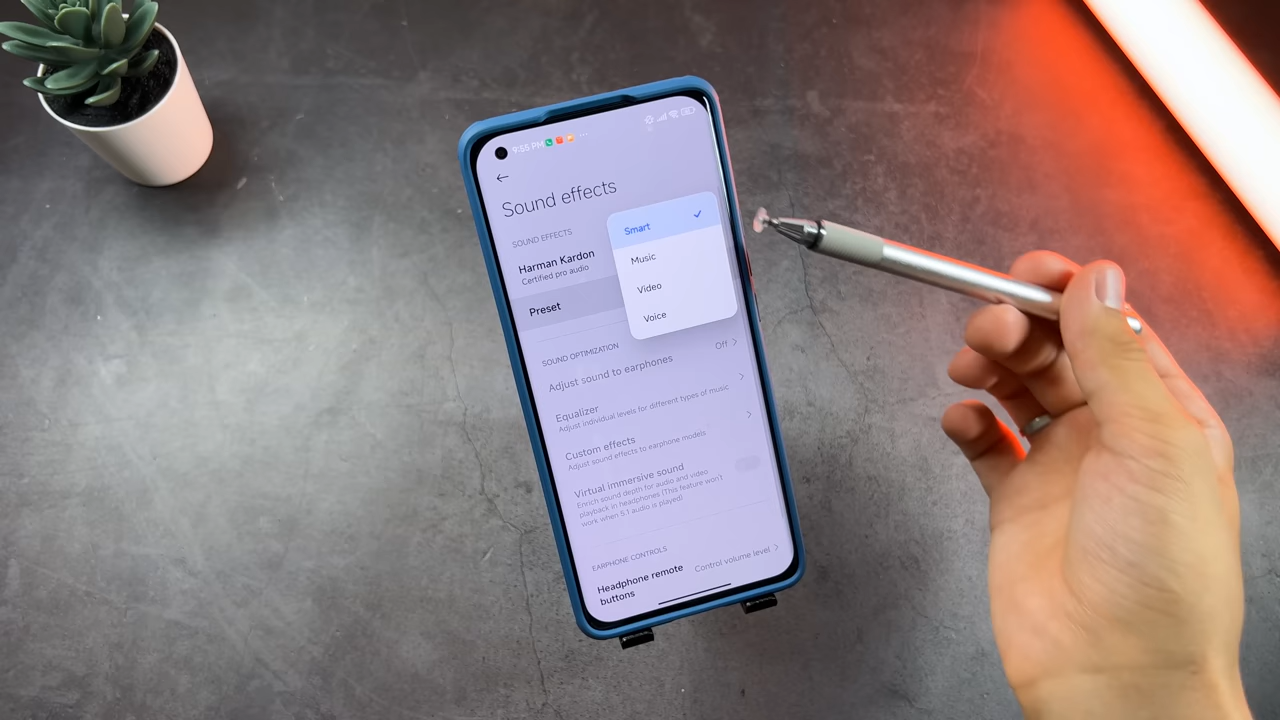 9:55 PM
Sound effects
SOUND EFFECTS
Harman Kardon
Certified pro audio
Preset
Smart
Music
Video
Voice
SOUND OPTIMIZATION
Adjust sound to earphones
Off
Equalizer
Adjust individual levels for different types of music
Custom effects
Adjust sound effects to earphone models
Virtual immersive sound
Enrich sound depth for audio and video
playback in headphones (This feature won't
work when 5.1 audio is played)
EARPHONE CONTROLS
Headphone remote
buttons
Control volume level